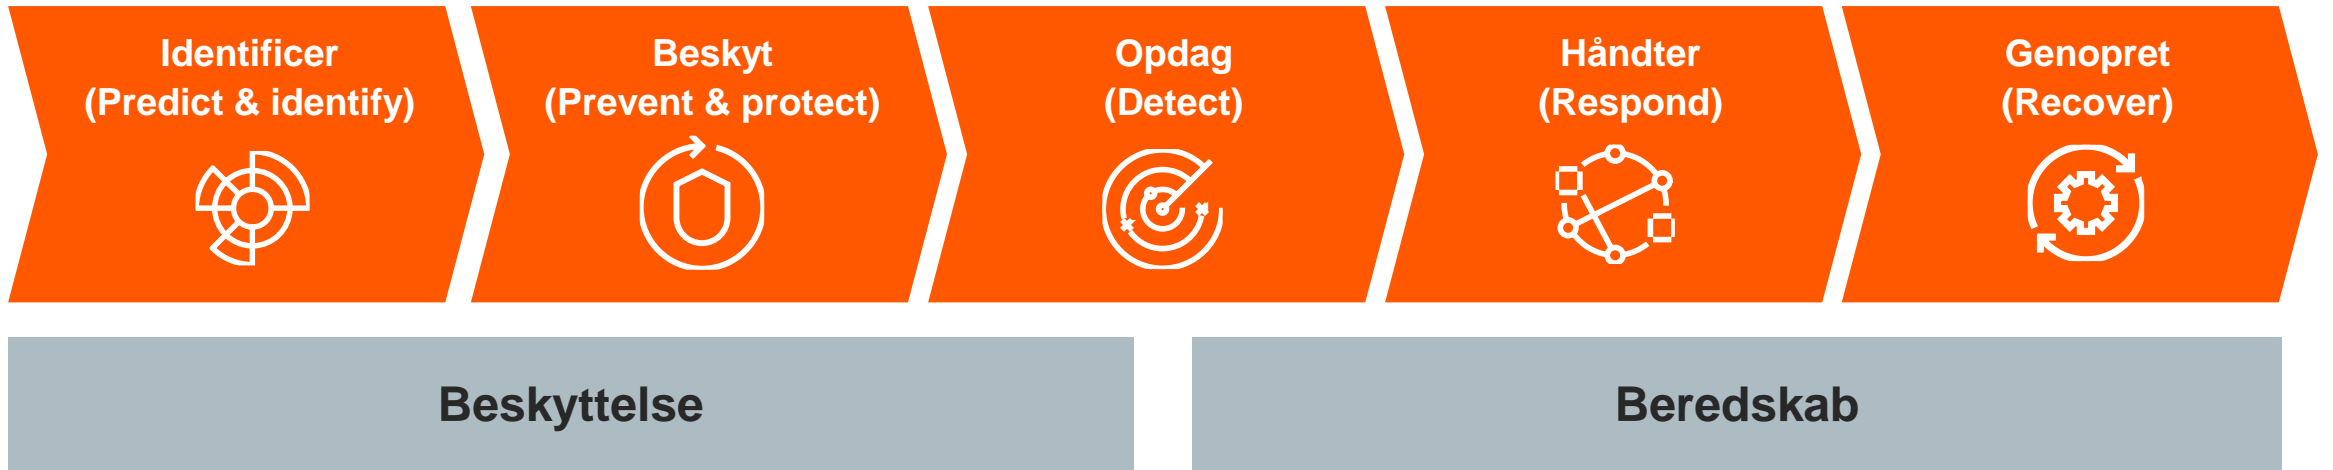 Identificer
(Predict & identify)
Beskyt
(Prevent & protect)
Opdag
(Detect)
Håndter
(Respond)
Genopret
(Recover)
Beskyttelse
Beredskab